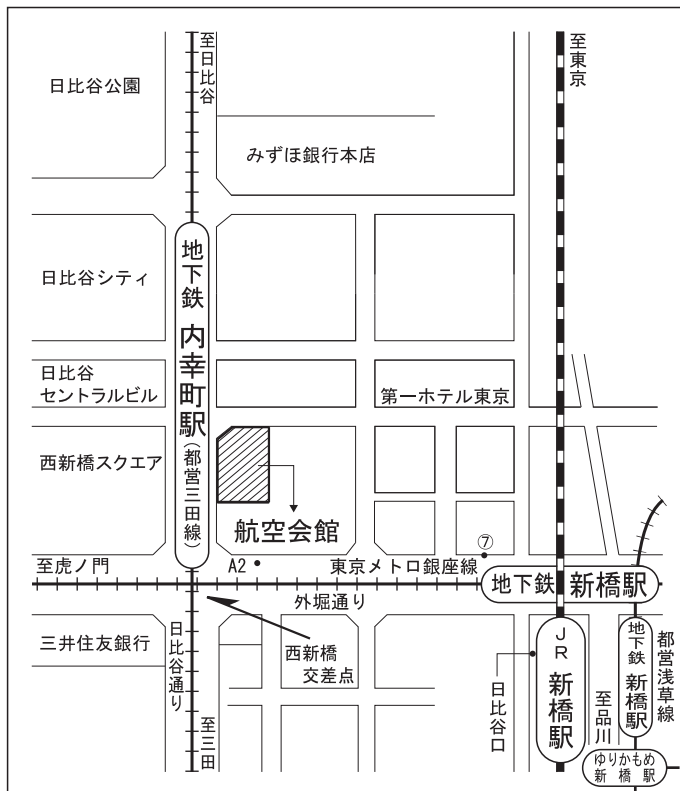 至日比谷
至東京
日比谷公園
みずほ銀行本店
日比谷シティ
地下鉄 内幸町駅(都営三田線)
日比谷
セントラルビル
第一ホテル東京
西新橋スクエア
航空会館
⑦
至虎ノ門
A2
東京メトロ銀座線
地下鉄 新橋駅
外堀通り
三井住友銀行
日比谷通り
西新橋
交差点
至三田
日比谷口
JR 新橋駅
至品川
地下鉄 新橋駅
都営浅草線
ゆりかもめ
新橋駅